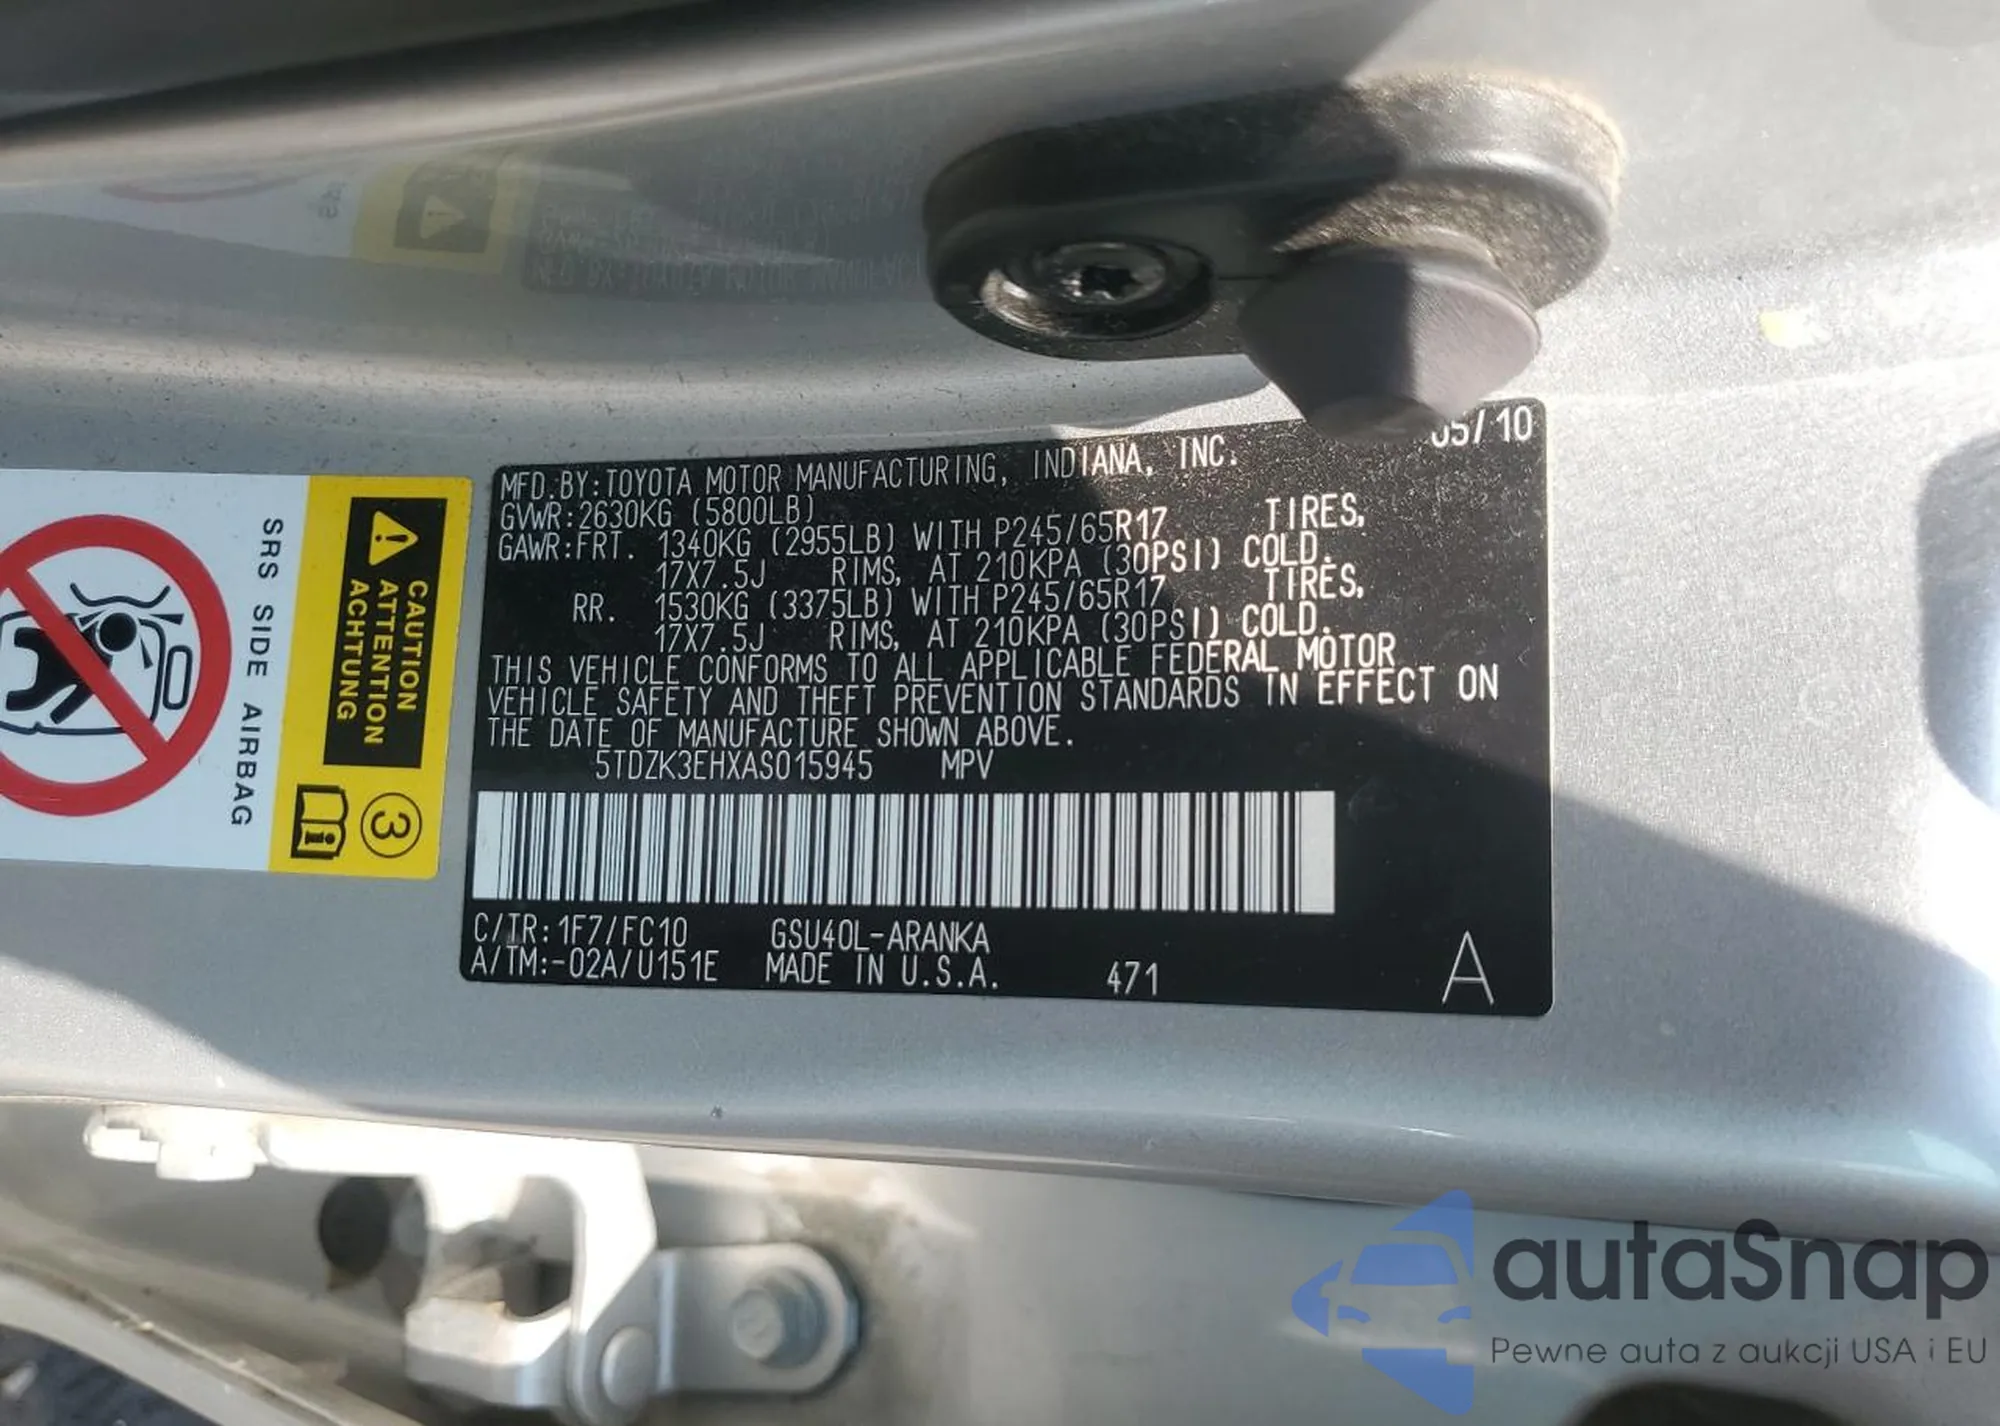 05/10
MFD.BY:TOYOTA MOTOR MANUFACTURING, INDIANA, INC.
GVWR:2630KG (5800LB)
GAWR:FRT. 1340KG (2955LB) WITH P245/65R17 TIRES,
17X7.5J RIMS, AT 210KPA (30PSI) COLD.
RR. 1530KG (3375LB) WITH P245/65R17 TIRES,
17X7.5J RIMS, AT 210KPA (30PSI) COLD.
THIS VEHICLE CONFORMS TO ALL APPLICABLE FEDERAL MOTOR
VEHICLE SAFETY AND THEFT PREVENTION STANDARDS IN EFFECT ON
THE DATE OF MANUFACTURE SHOWN ABOVE.
5TDZK3EHXAS015945 MPV
C/TR:1F7/FC10 GSU40L-ARANKA
A/TM:-02A/U151E MADE IN U.S.A. 471 A
CAUTION
ATTENTION
ACHTUNG
3
SRS SIDE AIRBAG
autaSnap
Pewne auta z aukcji USA i EU